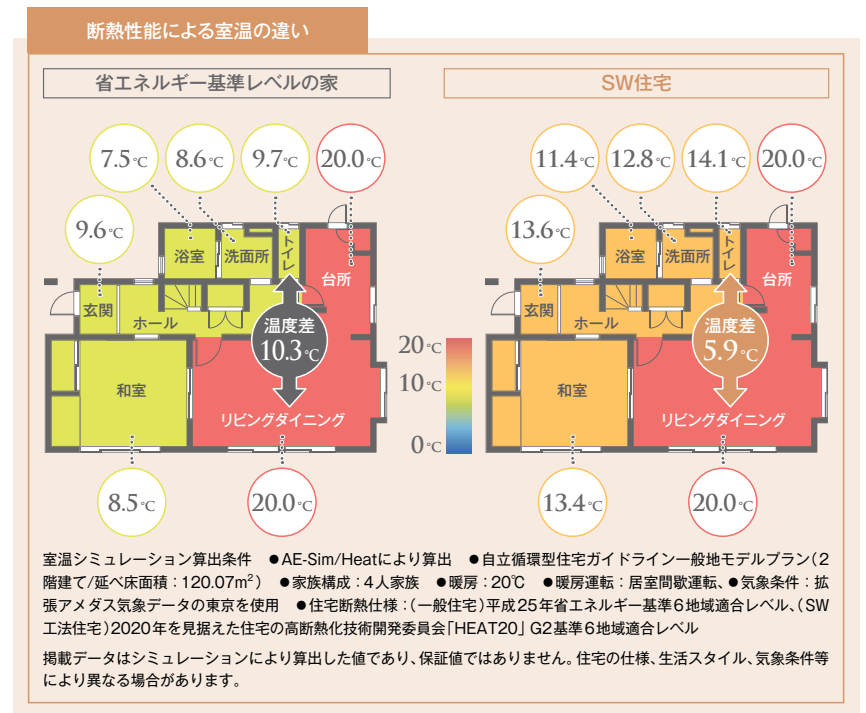 断熱性能による室温の違い
省エネルギー基準レベルの家
7.5℃
8.6℃
9.7℃
20.0℃
9.6℃
浴室
洗面所
トイレ
台所
玄関
ホール
温度差
10.3℃
和室
リビングダイニング
8.5℃
20.0℃
20℃
10℃
0℃
SW住宅
11.4℃
12.8℃
14.1℃
20.0℃
13.6℃
浴室
洗面所
トイレ
台所
玄関
ホール
温度差
5.9℃
和室
リビングダイニング
13.4℃
20.0℃
室温シミュレーション算出条件 ●AE-Sim/Heatにより算出 ●自立循環型住宅ガイドライン一般地モデルプラン(2
階建て/延べ床面積:120.07m²) ●家族構成:4人家族 ●暖房:20℃ ●暖房運転:居室間歇運転、●気象条件:拡
張アメダス気象データの東京を使用 ●住宅断熱仕様:(一般住宅)平成25年省エネルギー基準6地域適合レベル、(SW
工法住宅)2020年を見据えた住宅の高断熱化技術開発委員会「HEAT20」G2基準6地域適合レベル
掲載データはシミュレーションにより算出した値であり、保証値ではありません。住宅の仕様、生活スタイル、気象条件等
により異なる場合があります。